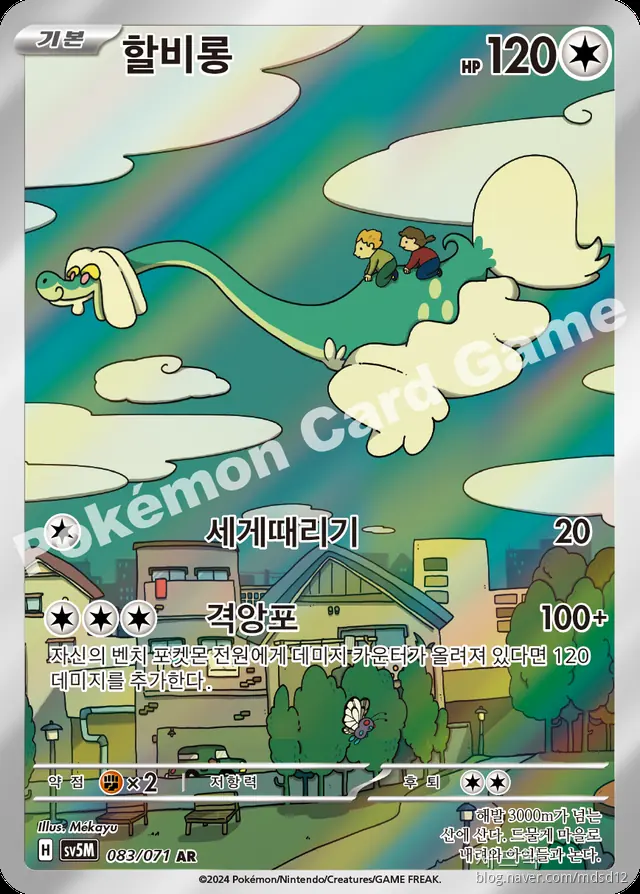 기본
할비롱
HP 120
Pokémon Card Game
세게때리기 20
격앙포 100+
자신의 벤치 포켓몬 전원에게 데미지 카운터가 올려져 있다면 120
데미지를 추가한다.
약점 ×2 저항력 후퇴
Illus. Mékayu
해발 3000m가 넘는
산에 산다. 드물게 마을로
내려와 아이들과 논다.
H sv5M 083/071 AR
©2024 Pokémon/Nintendo/Creatures/GAME FREAK.
blog.naver.com/mdsd12